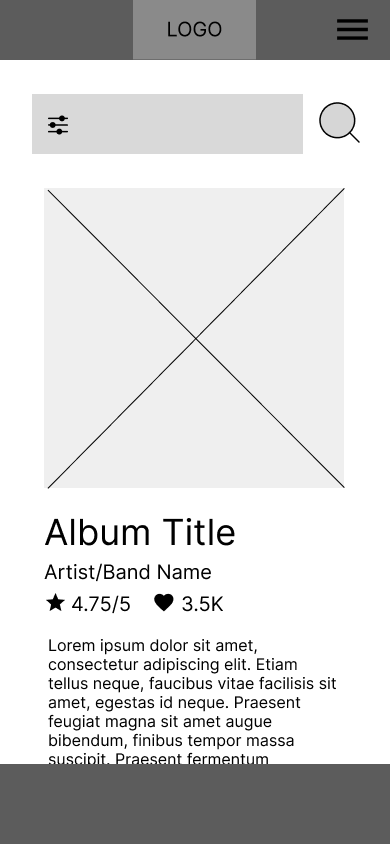 LOGO
Album Title
Artist/Band Name
4.75/5 3.5K
Lorem ipsum dolor sit amet,
consectetur adipiscing elit. Etiam
tellus neque, faucibus vitae facilisis sit
amet, egestas id neque. Praesent
feugiat magna sit amet augue
bibendum, finibus tempor massa
suscipit. Praesent fermentum